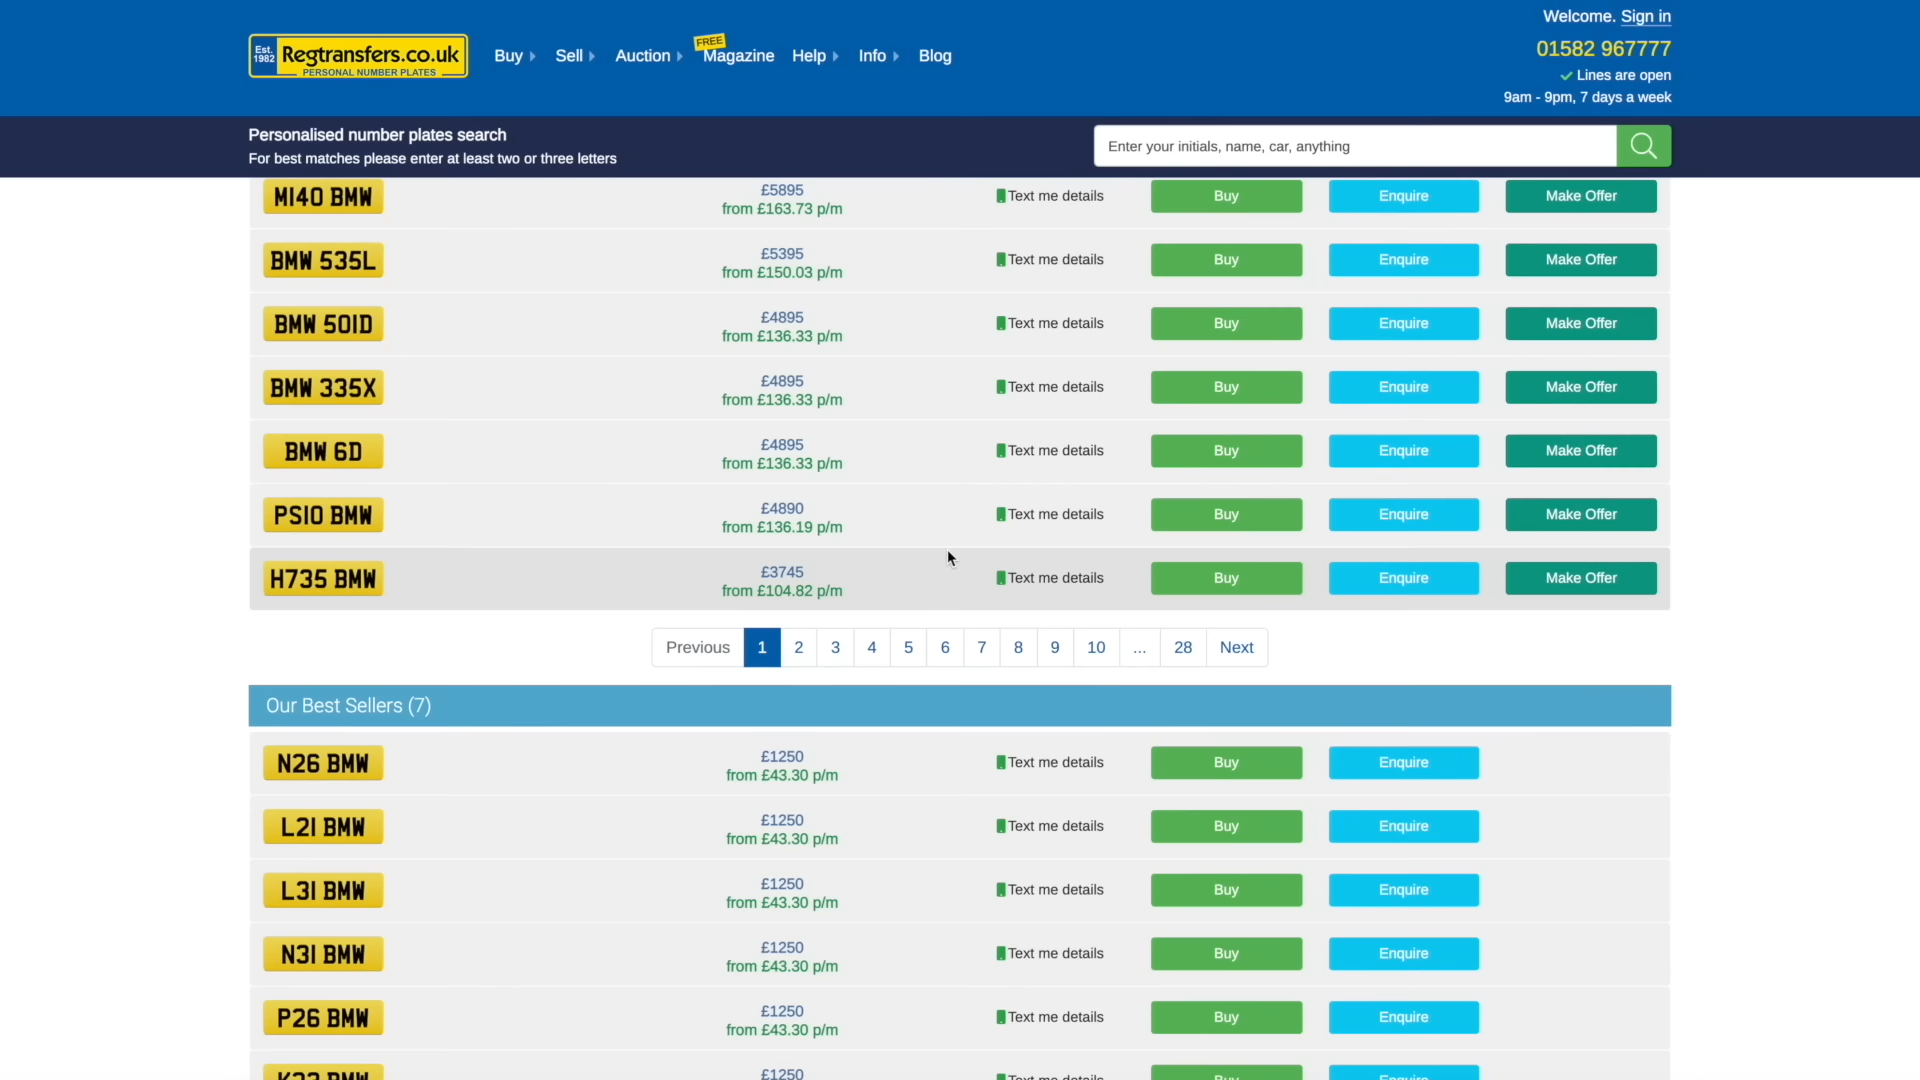 Welcome. Sign in
Est. 1982 Regtransfers.co.uk
PERSONAL NUMBER PLATES
Buy Sell Auction FREE Magazine Help Info Blog
01582 967777
Lines are open
9am - 9pm, 7 days a week
Personalised number plates search
For best matches please enter at least two or three letters
Enter your initials, name, car, anything
M140 BMW £5895 from £163.73 p/m Text me details Buy Enquire Make Offer
BMW 535L £5395 from £150.03 p/m Text me details Buy Enquire Make Offer
BMW 501D £4895 from £136.33 p/m Text me details Buy Enquire Make Offer
BMW 335X £4895 from £136.33 p/m Text me details Buy Enquire Make Offer
BMW 6D £4895 from £136.33 p/m Text me details Buy Enquire Make Offer
PS10 BMW £4890 from £136.19 p/m Text me details Buy Enquire Make Offer
H735 BMW £3745 from £104.82 p/m Text me details Buy Enquire Make Offer
Previous 1 2 3 4 5 6 7 8 9 10 ... 28 Next
Our Best Sellers (7)
N26 BMW £1250 from £43.30 p/m Text me details Buy Enquire
L21 BMW £1250 from £43.30 p/m Text me details Buy Enquire
L31 BMW £1250 from £43.30 p/m Text me details Buy Enquire
N31 BMW £1250 from £43.30 p/m Text me details Buy Enquire
P26 BMW £1250 from £43.30 p/m Text me details Buy Enquire
BMW £1250 Text me details Buy Enquire